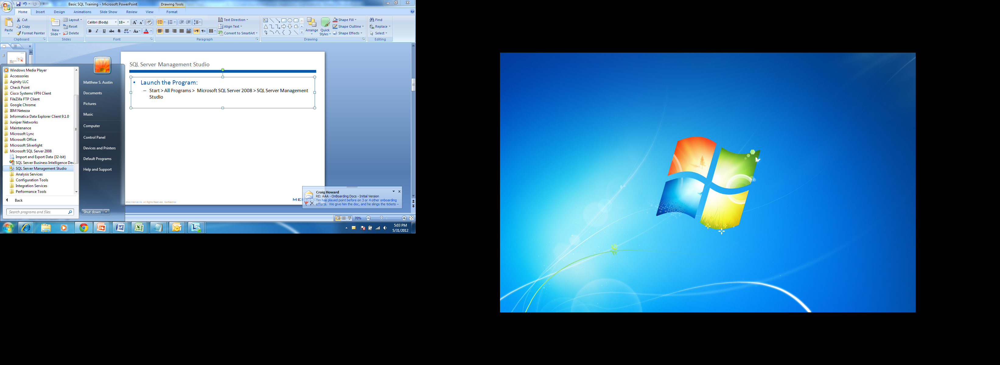 Basic SQL Training - Microsoft PowerPoint
Drawing Tools
Home Insert Design Animations Slide Show Review View Format
Paste
Cut
Copy
Format Painter
Clipboard
New Slide
Layout
Reset
Delete
Slides
Calibri (Body) 18+
Font
Text Direction
Align Text
Convert to SmartArt
Paragraph
Arrange
Quick Styles
Shape Fill
Shape Outline
Shape Effects
Drawing
Find
Replace
Select
Editing
1
SQL Server Management Studio
• Launch the Program:
– Start > All Programs > Microsoft SQL Server 2008 > SQL Server Management
Studio
2012 Merkle Inc. All Rights Reserved. Confidential
Windows Media Player
Accessories
Aginity LLC
Check Point
Cisco Systems VPN Client
FileZilla FTP Client
Google Chrome
IBM Netezza
Informatica Data Explorer Client 9.1.0
Juniper Networks
Maintenance
Microsoft Lync
Microsoft Office
Microsoft Silverlight
Microsoft SQL Server 2008
Import and Export Data (32-bit)
SQL Server Business Intelligence Dev
SQL Server Management Studio
Analysis Services
Configuration Tools
Integration Services
Performance Tools
Back
Search programs and files
Matthew S. Austin
Documents
Pictures
Music
Computer
Control Panel
Devices and Printers
Default Programs
Help and Support
Shut down
Craig Howard
RE: AAA - OnBoarding Docs - Initial Version
Tim has played point before on 3 or 4 other onboarding
efforts. We give him the doc, and he slings the tickets –
70%
5:03 PM
5/31/2012